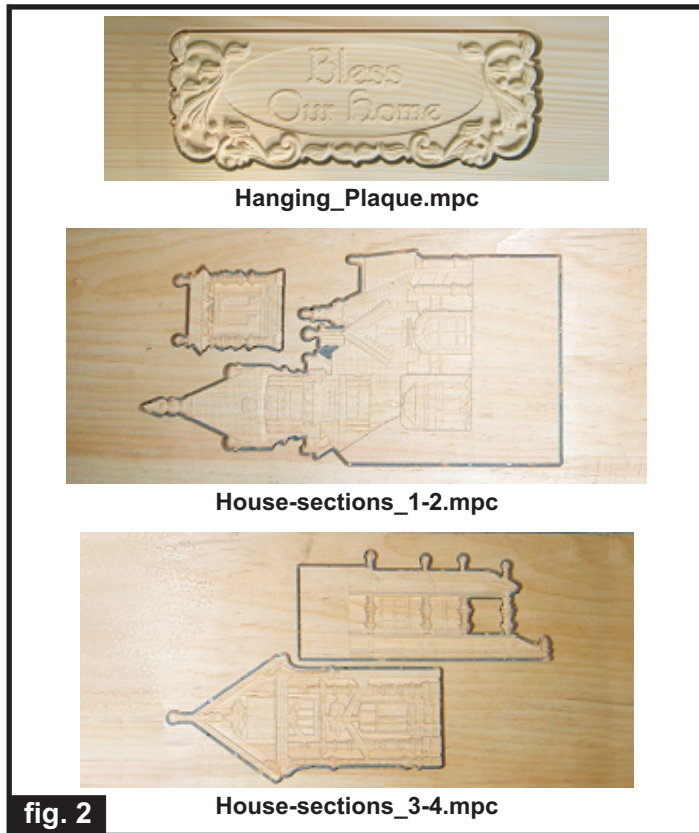 Bless
Our Home
Hanging_Plaque.mpc
House-sections_1-2.mpc
House-sections_3-4.mpc
fig. 2